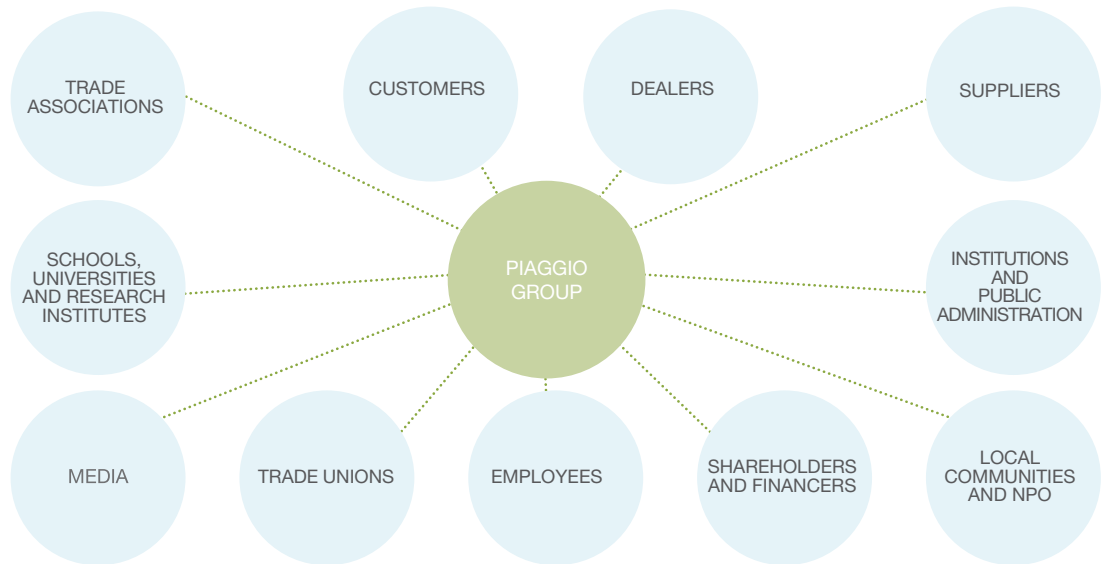 TRADE
ASSOCIATIONS
CUSTOMERS
DEALERS
SUPPLIERS
SCHOOLS,
UNIVERSITIES
AND RESEARCH
INSTITUTES
PIAGGIO
GROUP
INSTITUTIONS
AND
PUBLIC
ADMINISTRATION
MEDIA
TRADE UNIONS
EMPLOYEES
SHAREHOLDERS
AND FINANCERS
LOCAL
COMMUNITIES
AND NPO